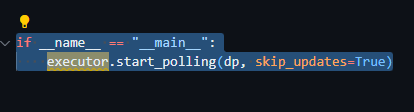 if __name__ == "__main__":
    executor.start_polling(dp, skip_updates=True)